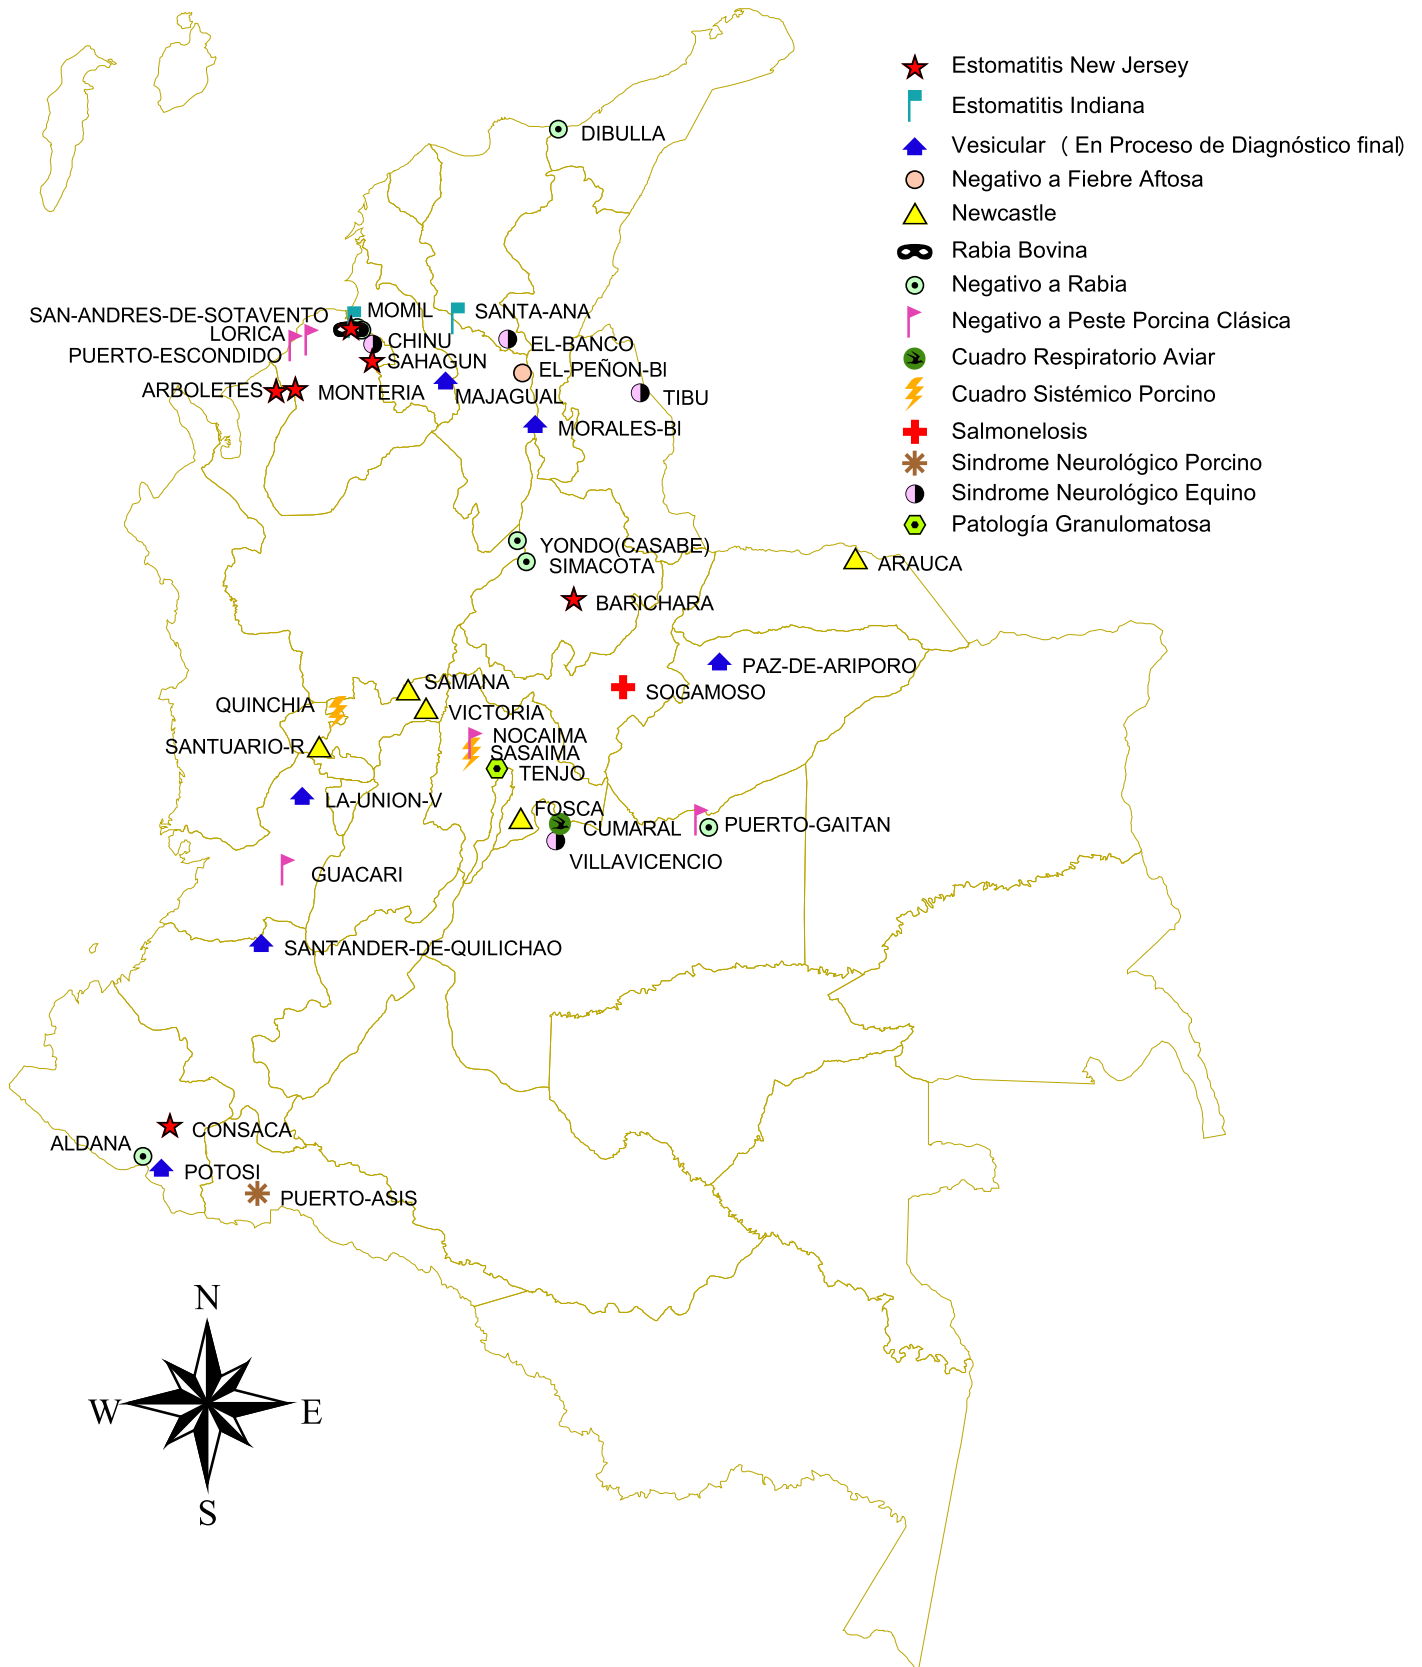 Estomatitis New Jersey
Estomatitis Indiana
Vesicular ( En Proceso de Diagnóstico final)
Negativo a Fiebre Aftosa
Newcastle
Rabia Bovina
Negativo a Rabia
Negativo a Peste Porcina Clásica
Cuadro Respiratorio Aviar
Cuadro Sistémico Porcino
Salmonelosis
Sindrome Neurológico Porcino
Sindrome Neurológico Equino
Patología Granulomatosa
DIBULLA
SAN-ANDRES-DE-SOTAVENTO
MOMIL
SANTA-ANA
LORICA
CHINU
EL-BANCO
PUERTO-ESCONDIDO
SAHAGUN
EL-PEÑON-BI
ARBOLETES
MONTERIA
MAJAGUAL
TIBU
MORALES-BI
YONDO(CASABE)
SIMACOTA
ARAUCA
BARICHARA
PAZ-DE-ARIPORO
SAMANA
SOGAMOSO
QUINCHIA
VICTORIA
NOCAIMA
SANTUARIO-R
SASAIMA
TENJO
LA-UNION-V
FOSCA
CUMARAL
PUERTO-GAITAN
VILLAVICENCIO
GUACARI
SANTANDER-DE-QUILICHAO
CONSACA
ALDANA
POTOSI
PUERTO-ASIS
N
W
E
S